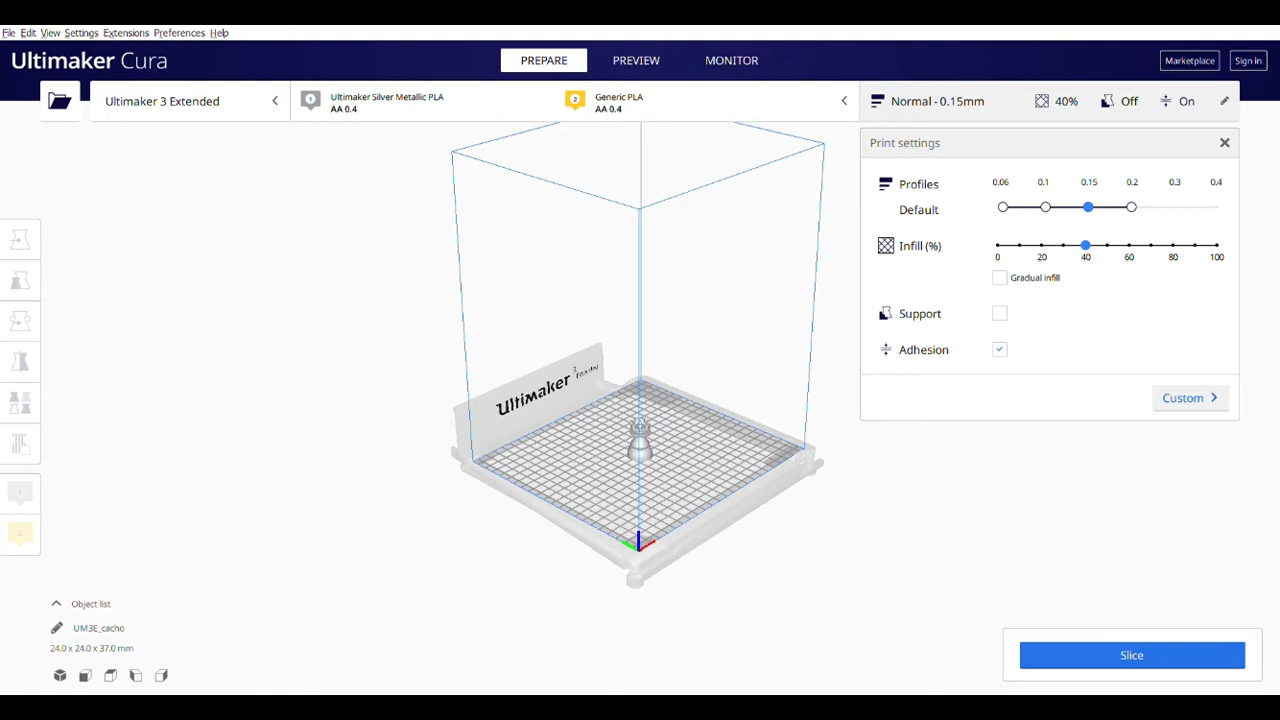 File Edit View Settings Extensions Preferences Help
Ultimaker Cura
PREPARE PREVIEW MONITOR
Marketplace Sign in
Ultimaker 3 Extended
1 Ultimaker Silver Metallic PLA
AA 0.4
2 Generic PLA
AA 0.4
Normal - 0.15mm 40% Off On
Print settings
Profiles 0.06 0.1 0.15 0.2 0.3 0.4
Default
Infill (%)
0 20 40 60 80 100
Gradual infill
Support
Adhesion
Custom
Ultimaker
1
2
Object list
UM3E_cacho
24.0 x 24.0 x 37.0 mm
Slice